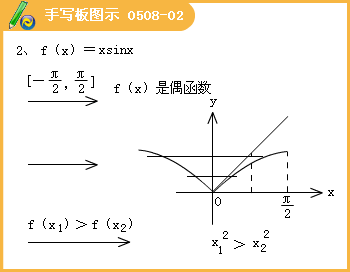 手写板图示 0508-02
2、f（x）＝xsinx
[－π/2，π/2]
f（x）是偶函数
y
x
0
π/2
f（x₁）＞f（x₂）
x₁²＞x₂²